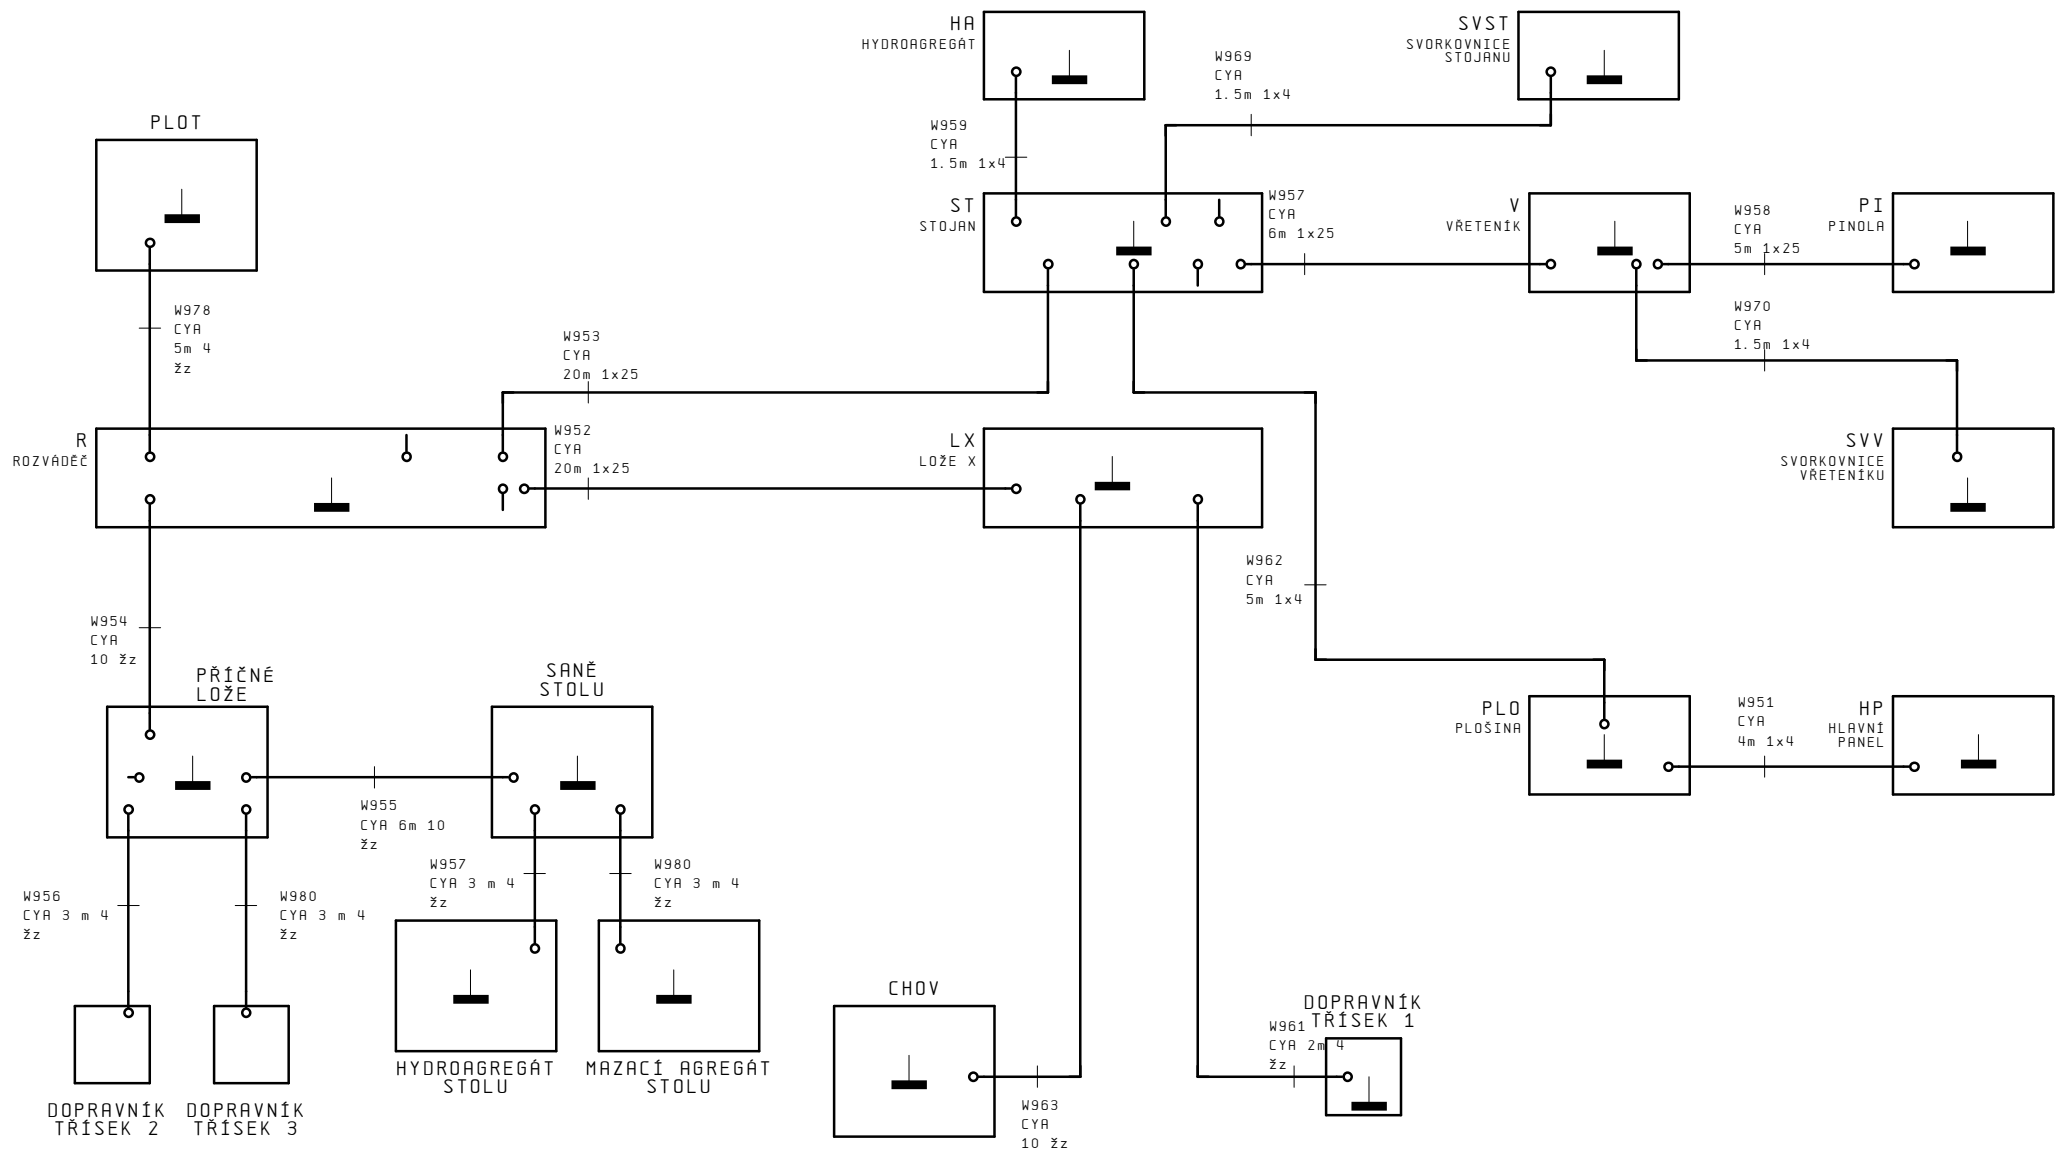 HA
HYDROAGREGÁT
SVST
SVORKOVNICE
STOJANU
W969
CYA
1.5m 1x4
PLOT
W959
CYA
1.5m 1x4
ST
STOJAN
W957
CYA
6m 1x25
V
VŘETENÍK
W958
CYA
5m 1x25
PI
PINOLA
W978
CYA
5m 4
žz
W953
CYA
20m 1x25
W970
CYA
1.5m 1x4
R
ROZVÁDĚČ
W952
CYA
20m 1x25
LX
LOŽE X
SVV
SVORKOVNICE
VŘETENÍKU
W962
CYA
5m 1x4
W954
CYA
10 žz
PŘÍČNÉ
LOŽE
SANĚ
STOLU
PLO
PLOŠINA
W951
CYA
4m 1x4
HP
HLAVNÍ
PANEL
W955
CYA 6m 10
žz
W956
CYA 3 m 4
žz
W980
CYA 3 m 4
žz
W957
CYA 3 m 4
žz
W980
CYA 3 m 4
žz
CHOV
DOPRAVNÍK
TŘÍSEK 1
W961
CYA 2m 4
žz
HYDROAGREGÁT
STOLU
MAZACÍ AGREGÁT
STOLU
W963
CYA
10 žz
DOPRAVNÍK
TŘÍSEK 2
DOPRAVNÍK
TŘÍSEK 3